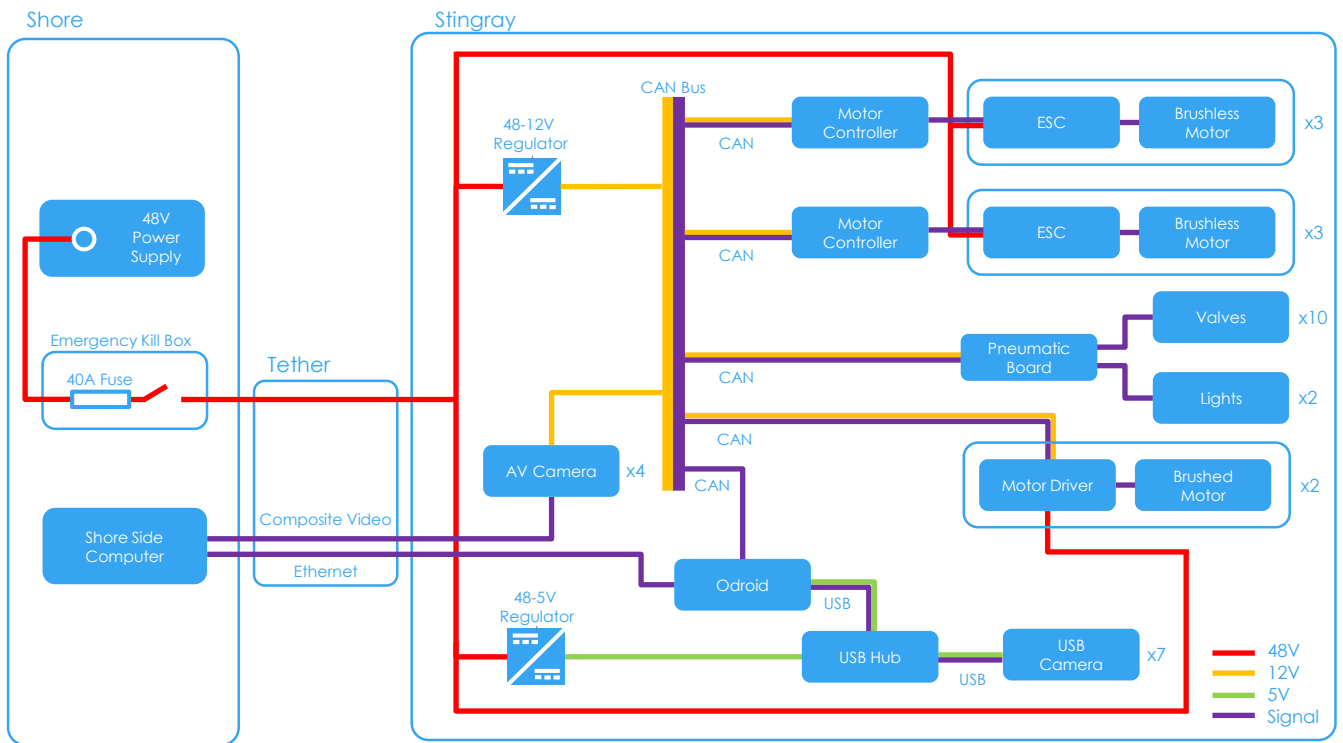 Shore
Stingray
CAN Bus
48-12V
Regulator
Motor
Controller
CAN
ESC
Brushless
Motor
x3
48V
Power
Supply
Motor
Controller
CAN
ESC
Brushless
Motor
x3
Emergency Kill Box
40A Fuse
Tether
Pneumatic
Board
CAN
Valves
x10
Lights
x2
AV Camera
x4
CAN
CAN
Motor Driver
Brushed
Motor
x2
Shore Side
Computer
Composite Video
Ethernet
Odroid
USB
48-5V
Regulator
USB Hub
USB
USB
Camera
x7
48V
12V
5V
Signal